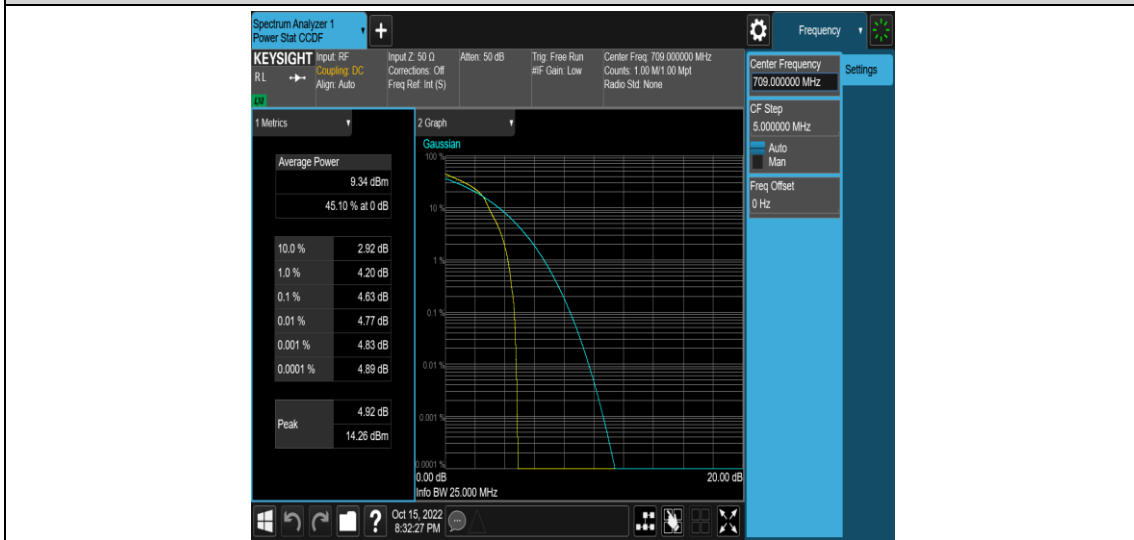 Spectrum Analyzer 1
Power Stat CCDF
+
Frequency
KEYSIGHT
RL
Input: RF
Coupling: DC
Align: Auto
Input Z: 50 Ω
Corrections: Off
Freq Ref: Int (S)
Atten: 50 dB
Trig: Free Run
#IF Gain: Low
Center Freq: 709.000000 MHz
Counts: 1.00 M/1.00 Mpt
Radio Std: None
Center Frequency
709.000000 MHz
Settings
CF Step
5.000000 MHz
Auto
Man
Freq Offset
0 Hz
1 Metrics
Average Power
9.34 dBm
45.10 % at 0 dB
10.0 % 2.92 dB
1.0 % 4.20 dB
0.1 % 4.63 dB
0.01 % 4.77 dB
0.001 % 4.83 dB
0.0001 % 4.89 dB
Peak
4.92 dB
14.26 dBm
2 Graph
Gaussian
100 %
10 %
1 %
0.1 %
0.01 %
0.001 %
0.0001 %
0.00 dB 20.00 dB
Info BW 25.000 MHz
?
Oct 15, 2022
8:32:27 PM